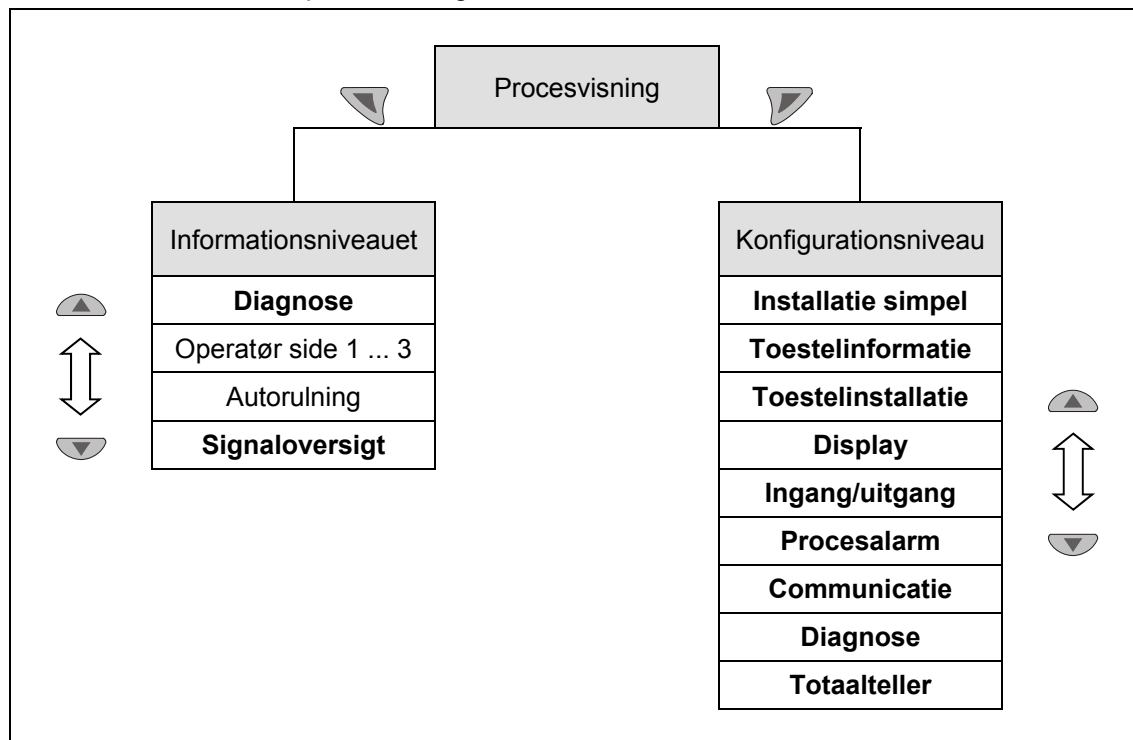 Procesvisning
Informationsniveauet
Diagnose
Operatør side 1 ... 3
Autorulning
Signaloversigt
Konfigurationsniveau
Installatie simpel
Toestelinformatie
Toestelinstallatie
Display
Ingang/uitgang
Procesalarm
Communicatie
Diagnose
Totaalteller